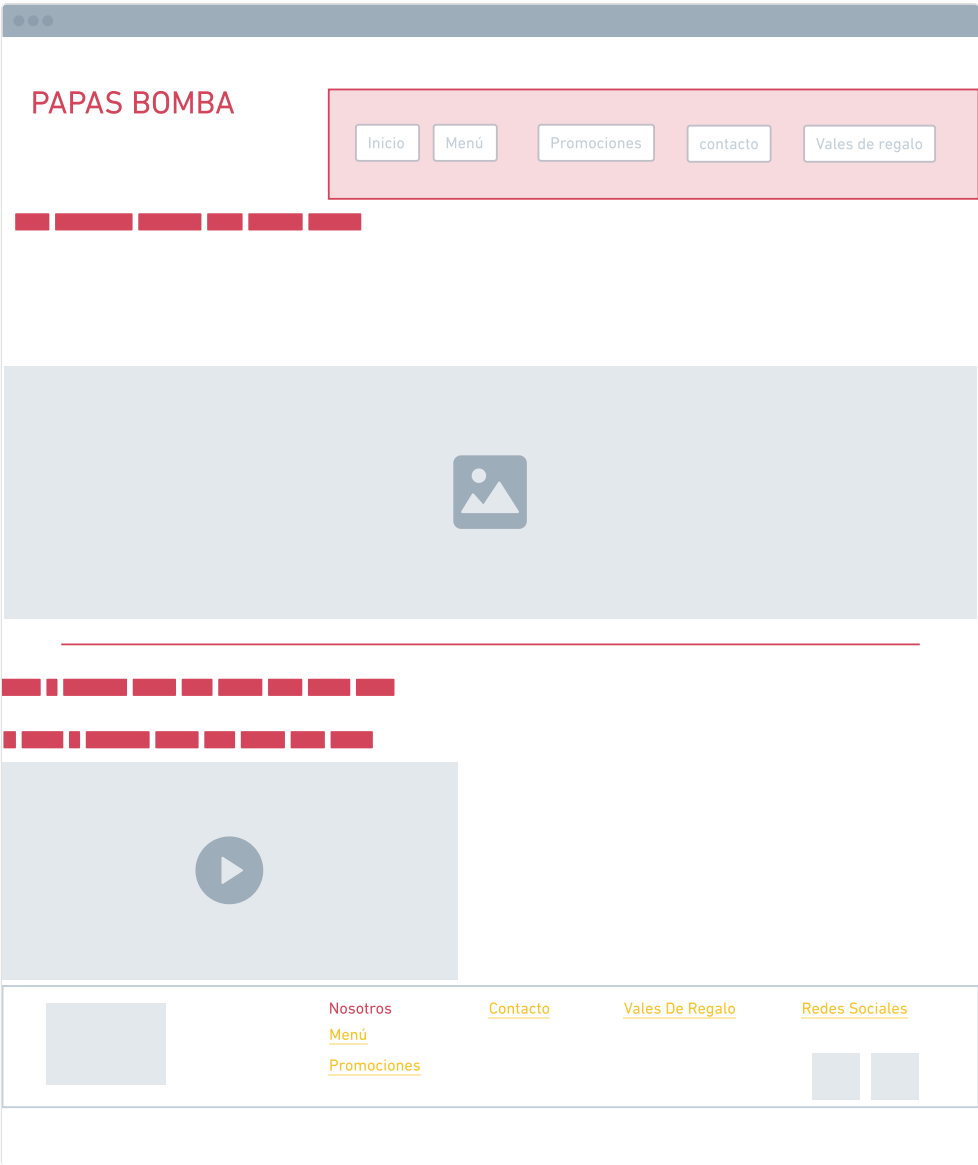 PAPAS BOMBA
Inicio Menú Promociones contacto Vales de regalo
Nosotros Contacto Vales De Regalo Redes Sociales
Menú
Promociones